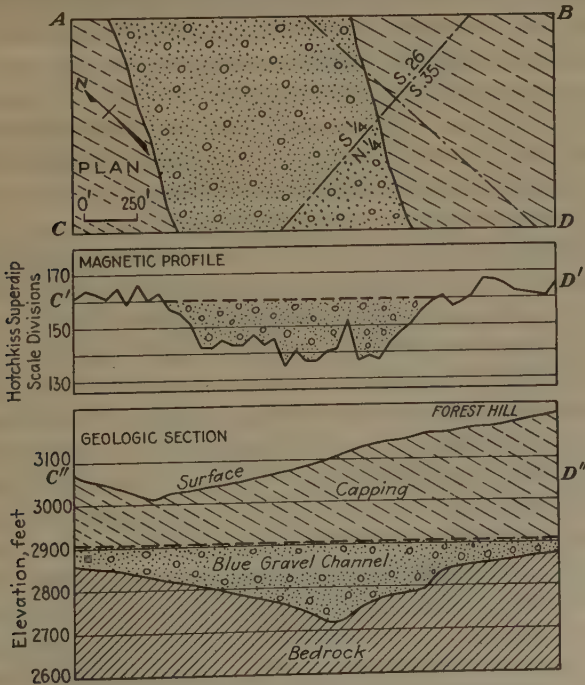 A
B
N
S.26
S.35
S.¼
N.¼
PLAN
0' 250'
C
D
MAGNETIC PROFILE
Hotchkiss Superdip
Scale Divisions
170
C'
D'
150
130
FOREST HILL
GEOLOGIC SECTION
Elevation, feet
3100
C"
Surface
D"
Capping
3000
2900
Blue Gravel Channel
2800
2700
Bedrock
2600